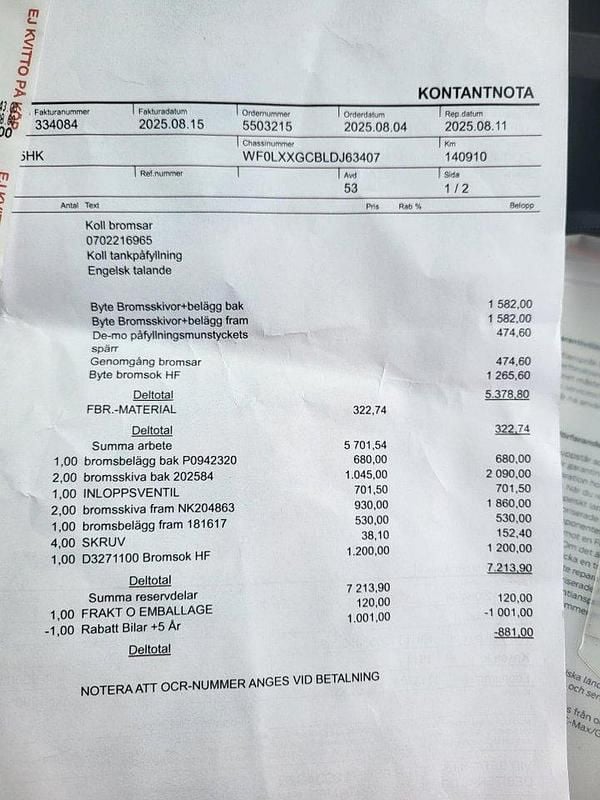 EJ KVITTO PÅ KÖP
KONTANTNOTA
Fakturanummer Fakturadatum Ordernummer Orderdatum Rep.datum
334084 2025.08.15 5503215 2025.08.04 2025.08.11
Chassinummer Km
5HK WF0LXXGCBLDJ63407 140910
Ref.nummer Avd Sida
53 1 / 2
Antal Text Pris Rab % Belopp
Koll bromsar
0702216965
Koll tankpåfyllning
Engelsk talande
Byte Bromsskivor+belägg bak 1 582,00
Byte Bromsskivor+belägg fram 1 582,00
De-mo påfyllningsmunstyckets 474,60
spärr
Genomgång bromsar 474,60
Byte bromsok HF 1 265,60
Deltotal 5.378,80
FBR.-MATERIAL 322,74
Deltotal 322,74
Summa arbete 5 701,54
1,00 bromsbelägg bak P0942320 680,00 680,00
2,00 bromsskiva bak 202584 1.045,00 2 090,00
1,00 INLOPPSVENTIL 701,50 701,50
2,00 bromsskiva fram NK204863 930,00 1 860,00
1,00 bromsbelägg fram 181617 530,00 530,00
4,00 SKRUV 38,10 152,40
1,00 D3271100 Bromsok HF 1.200,00 1 200,00
Deltotal 7.213,90
Summa reservdelar 7 213,90
1,00 FRAKT O EMBALLAGE 120,00 120,00
-1,00 Rabatt Bilar +5 År 1.001,00 -1 001,00
Deltotal -881,00
NOTERA ATT OCR-NUMMER ANGES VID BETALNING